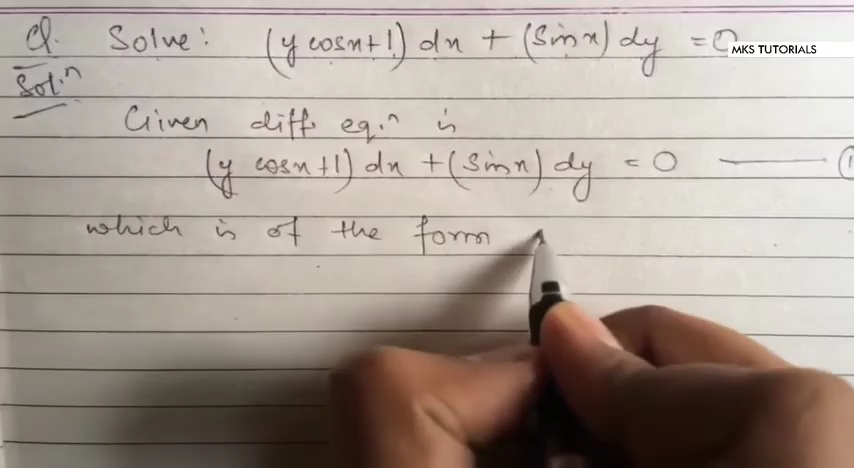 Q. Solve: (y cosx+1) dx + (sinx) dy = 0
MKS TUTORIALS
Sol.ⁿ
Given diff. eq.ⁿ is
(y cosx+1) dx + (sinx) dy = 0 —— (1
which is of the form